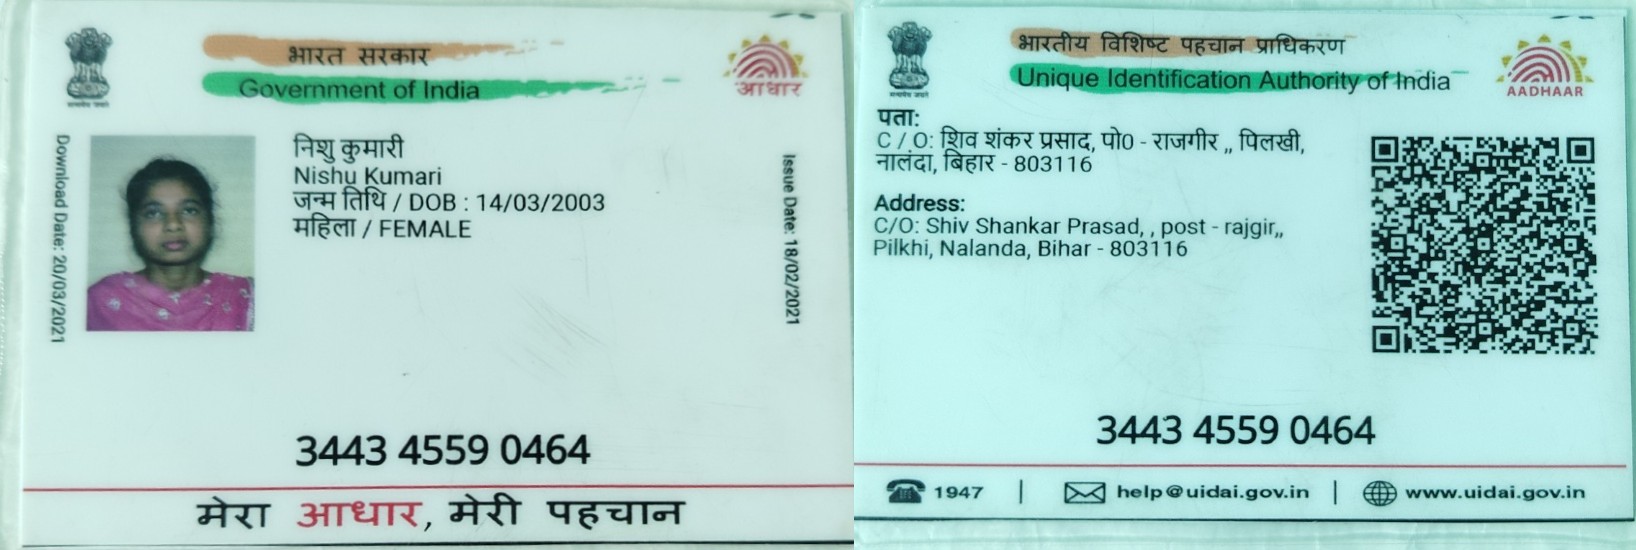 भारत सरकार
Government of India
आधार
Download Date: 20/03/2021
निशु कुमारी
Nishu Kumari
जन्म तिथि / DOB : 14/03/2003
महिला / FEMALE
Issue Date: 18/02/2021
3443 4559 0464
मेरा आधार, मेरी पहचान
भारतीय विशिष्ट पहचान प्राधिकरण
Unique Identification Authority of India
AADHAAR
पता:
C / O: शिव शंकर प्रसाद, पो0 - राजगीर ,, पिलखी,
नालंदा, बिहार - 803116
Address:
C/O: Shiv Shankar Prasad, , post - rajgir,,
Pilkhi, Nalanda, Bihar - 803116
3443 4559 0464
1947 | help@uidai.gov.in | www.uidai.gov.in